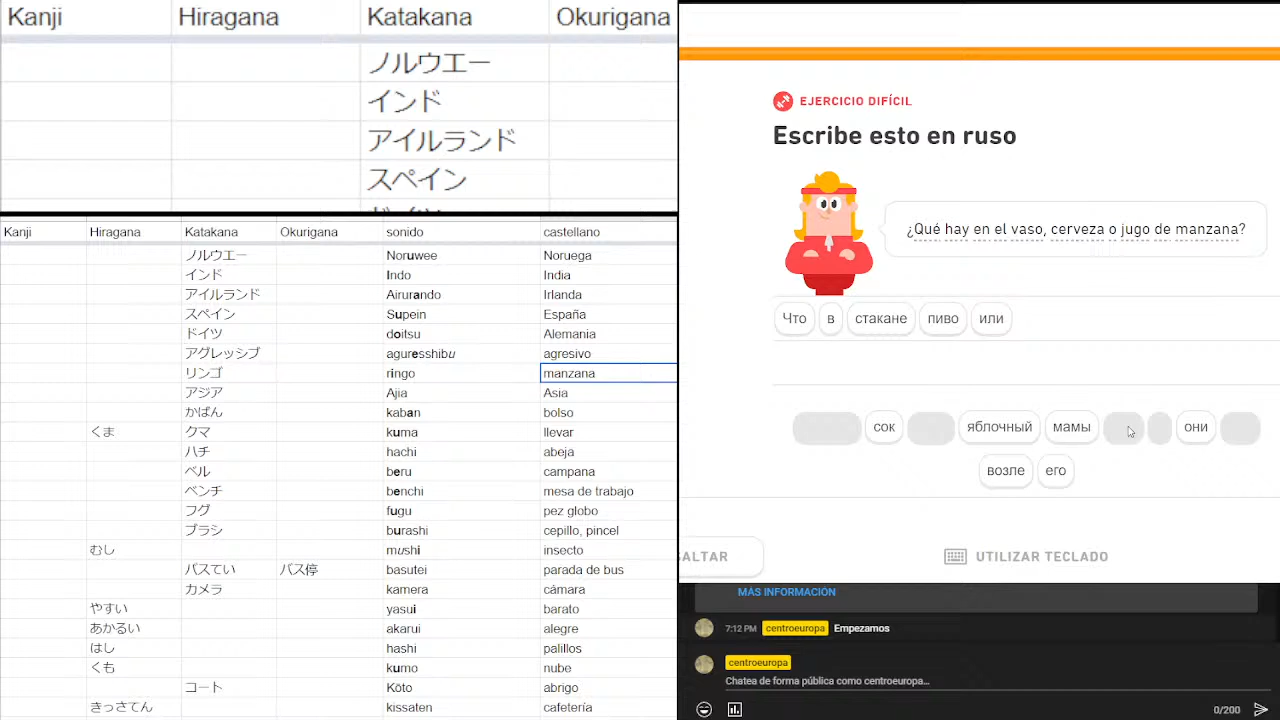 Kanji Hiragana Katakana Okurigana
ノルウエー
インド
アイルランド
スペイン
Kanji Hiragana Katakana Okurigana sonido castellano
ノルウエー Noruwee Noruega
インド Indo India
アイルランド Airurando Irlanda
スペイン Supein España
ドイツ doitsu Alemania
アグレッシブ aguresshibu agresivo
リンゴ ringo manzana
アジア Ajia Asia
かばん kaban bolso
くま クマ kuma llevar
ハチ hachi abeja
ベル beru campana
ベンチ benchi mesa de trabajo
フグ fugu pez globo
ブラシ burashi cepillo, pincel
むし mushi insecto
バスてい バス停 basutei parada de bus
カメラ kamera cámara
やすい yasui barato
あかるい akarui alegre
はし hashi palillos
くも kumo nube
コート Kōto abrigo
きっさてん kissaten cafetería
EJERCICIO DIFÍCIL
Escribe esto en ruso
¿Qué hay en el vaso, cerveza o jugo de manzana?
Что в стакане пиво или
сок яблочный мамы они
возле его
SALTAR UTILIZAR TECLADO
MÁS INFORMACIÓN
7:12 PM centroeuropa Empezamos
centroeuropa
Chatea de forma pública como centroeuropa...
0/200